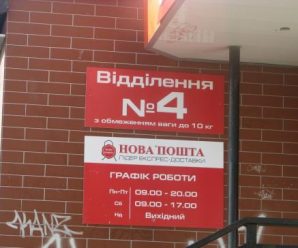 Відділення
№4
з обмеженням ваги до 10 кг
НОВА ПОШТА
ЛІДЕР ЕКСПРЕС-ДОСТАВКИ
ГРАФІК РОБОТИ
Пн-Пт 09.00 - 20.00
Сб 09.00 - 17.00
Нд Вихідний